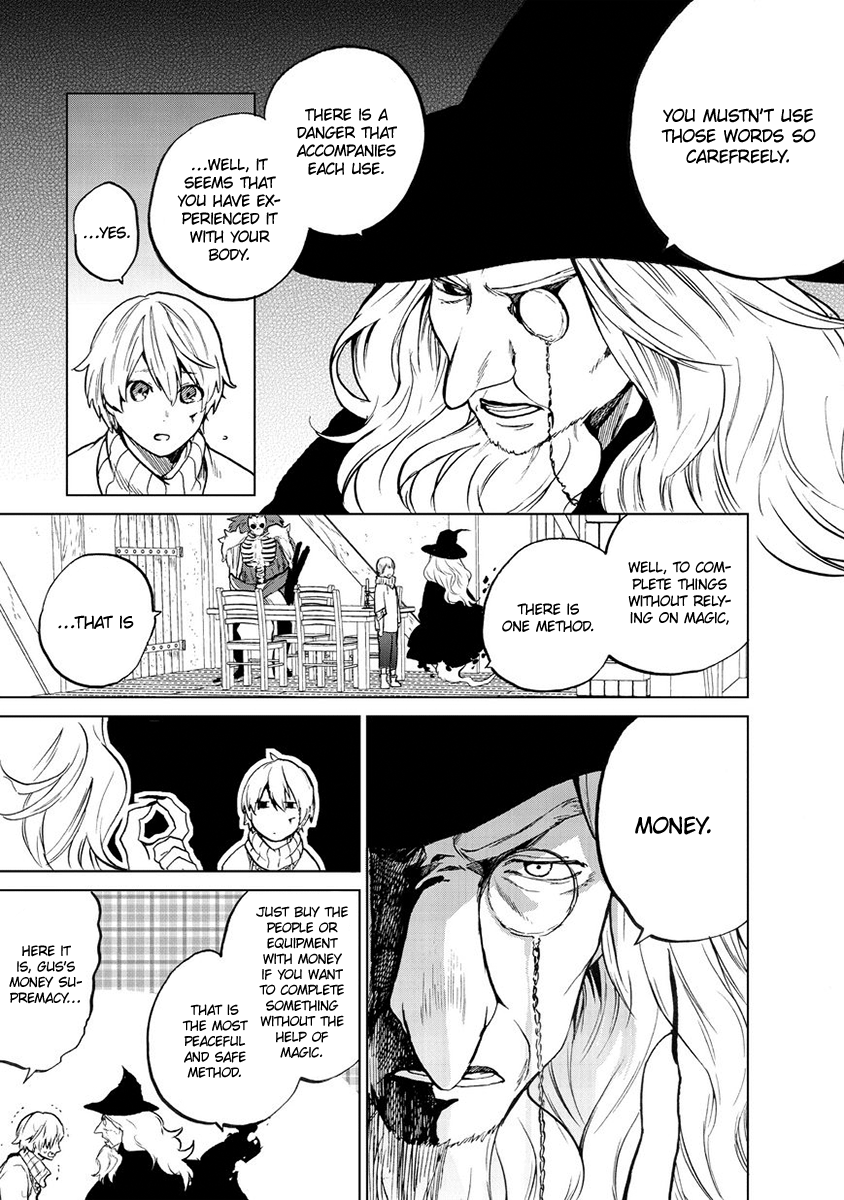 YOU MUSTN'T USE
THOSE WORDS SO
CAREFREELY.
THERE IS A
DANGER THAT
ACCOMPANIES
EACH USE.
...WELL, IT
SEEMS THAT
YOU HAVE EX-
PERIENCED IT
WITH YOUR
BODY.
...YES.
WELL, TO COM-
PLETE THINGS
WITHOUT RELY-
ING ON MAGIC,
THERE IS
ONE METHOD.
...THAT IS
MONEY.
JUST BUY THE
PEOPLE OR
EQUIPMENT
WITH MONEY
IF YOU WANT
TO COMPLETE
SOMETHING
WITHOUT THE
HELP OF
MAGIC.
THAT IS
THE MOST
PEACEFUL
AND SAFE
METHOD.
HERE IT
IS, GUS'S
MONEY SU-
PREMACY...